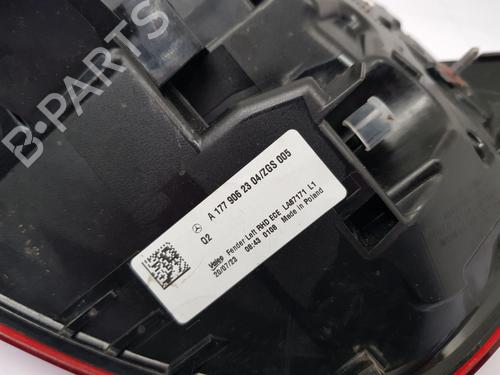 B-PARTS
A 177 906 23 04/ZGS 005
02
Valeo Fender Left RHD ECE LA87171 L1
20/07/23 08:43 0108 Made in Poland